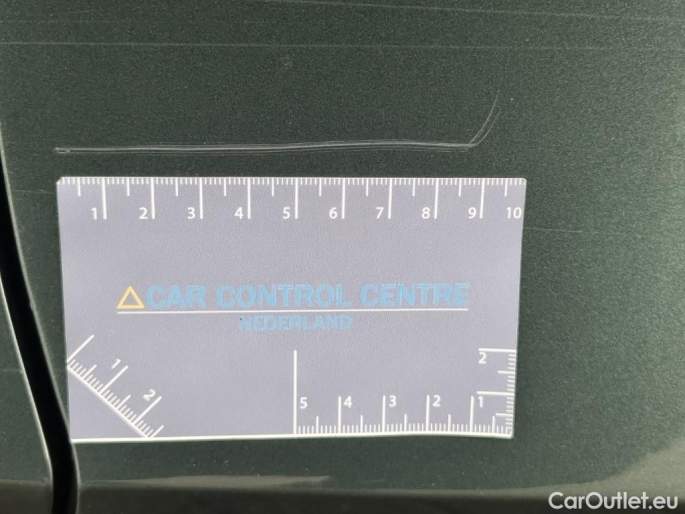 1 2 3 4 5 6 7 8 9 10
CAR CONTROL CENTRE
NEDERLAND
1 2
2
5 4 3 2 1
CarOutlet.eu